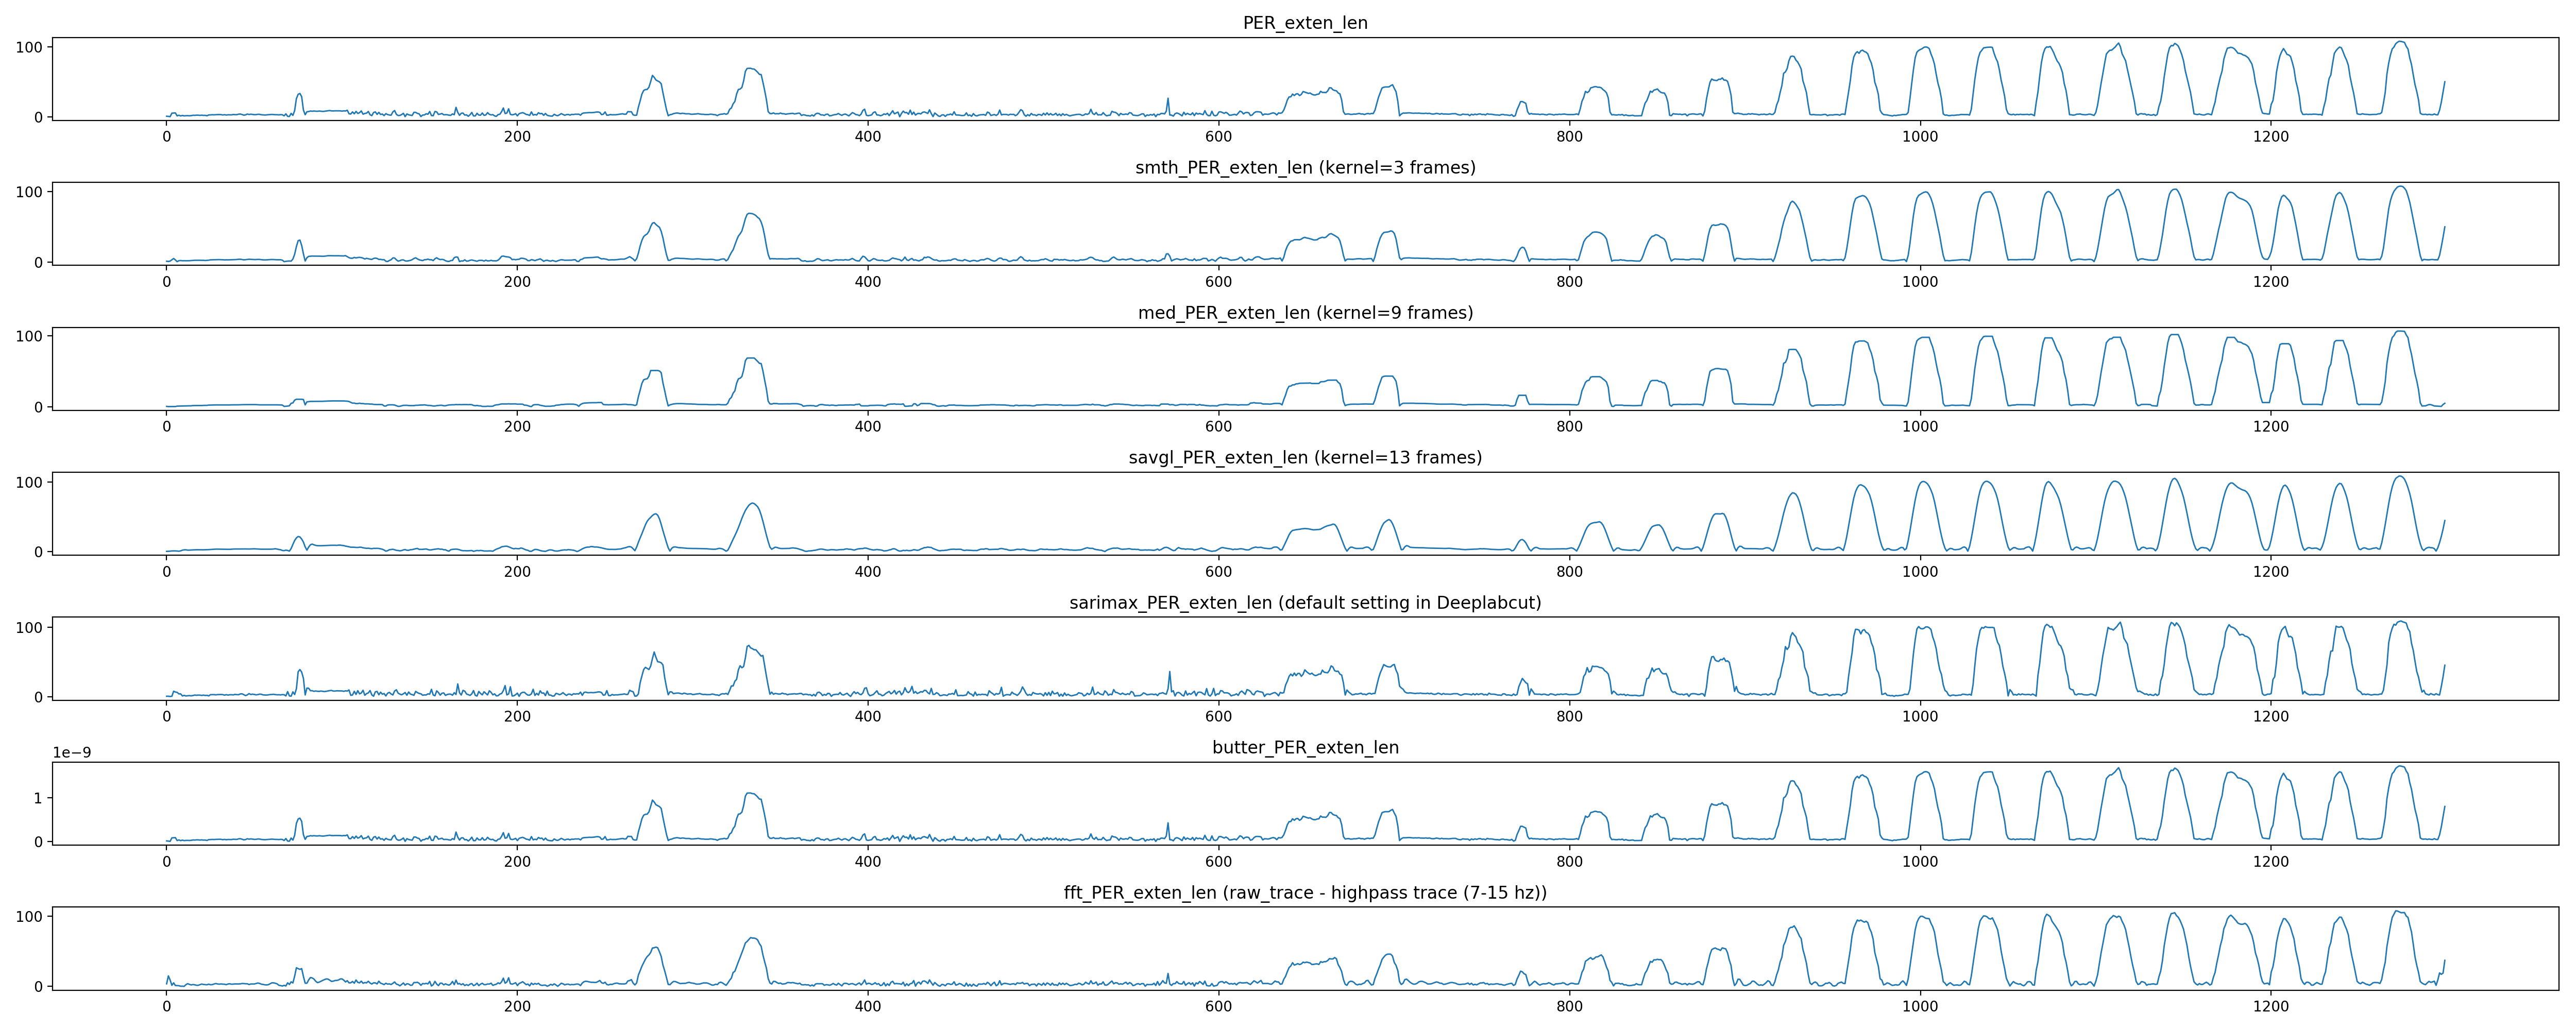 PER_exten_len
100
0
0 200 400 600 800 1000 1200
smth_PER_exten_len (kernel=3 frames)
100
0
0 200 400 600 800 1000 1200
med_PER_exten_len (kernel=9 frames)
100
0
0 200 400 600 800 1000 1200
savgl_PER_exten_len (kernel=13 frames)
100
0
0 200 400 600 800 1000 1200
sarimax_PER_exten_len (default setting in Deeplabcut)
100
0
0 200 400 600 800 1000 1200
1e−9
butter_PER_exten_len
1
0
0 200 400 600 800 1000 1200
fft_PER_exten_len (raw_trace - highpass trace (7-15 hz))
100
0
0 200 400 600 800 1000 1200